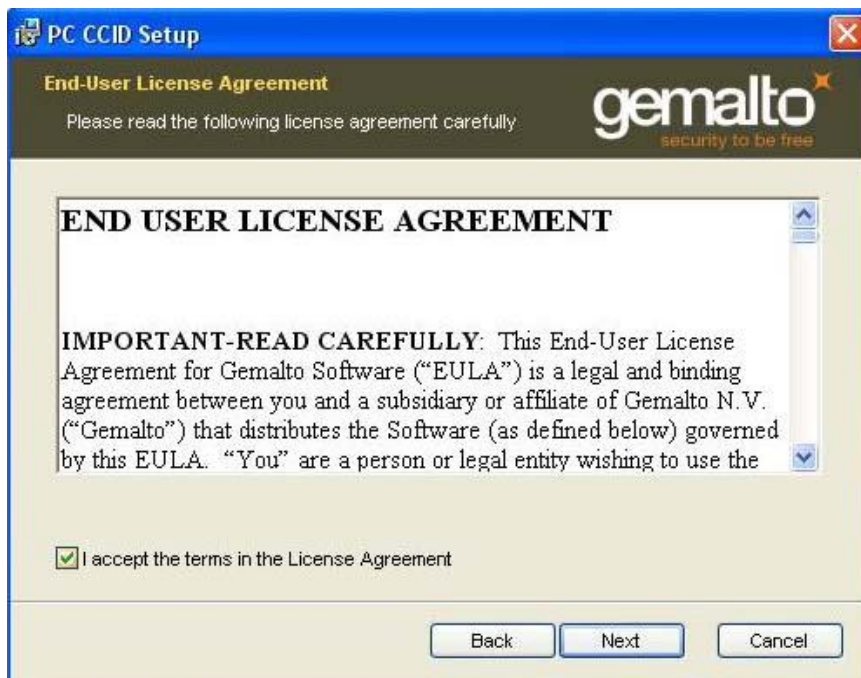 PC CCID Setup
End-User License Agreement
Please read the following license agreement carefully
gemalto
security to be free
END USER LICENSE AGREEMENT
IMPORTANT-READ CAREFULLY: This End-User License
Agreement for Gemalto Software (“EULA”) is a legal and binding
agreement between you and a subsidiary or affiliate of Gemalto N.V.
(“Gemalto”) that distributes the Software (as defined below) governed
by this EULA. “You” are a person or legal entity wishing to use the
I accept the terms in the License Agreement
Back
Next
Cancel